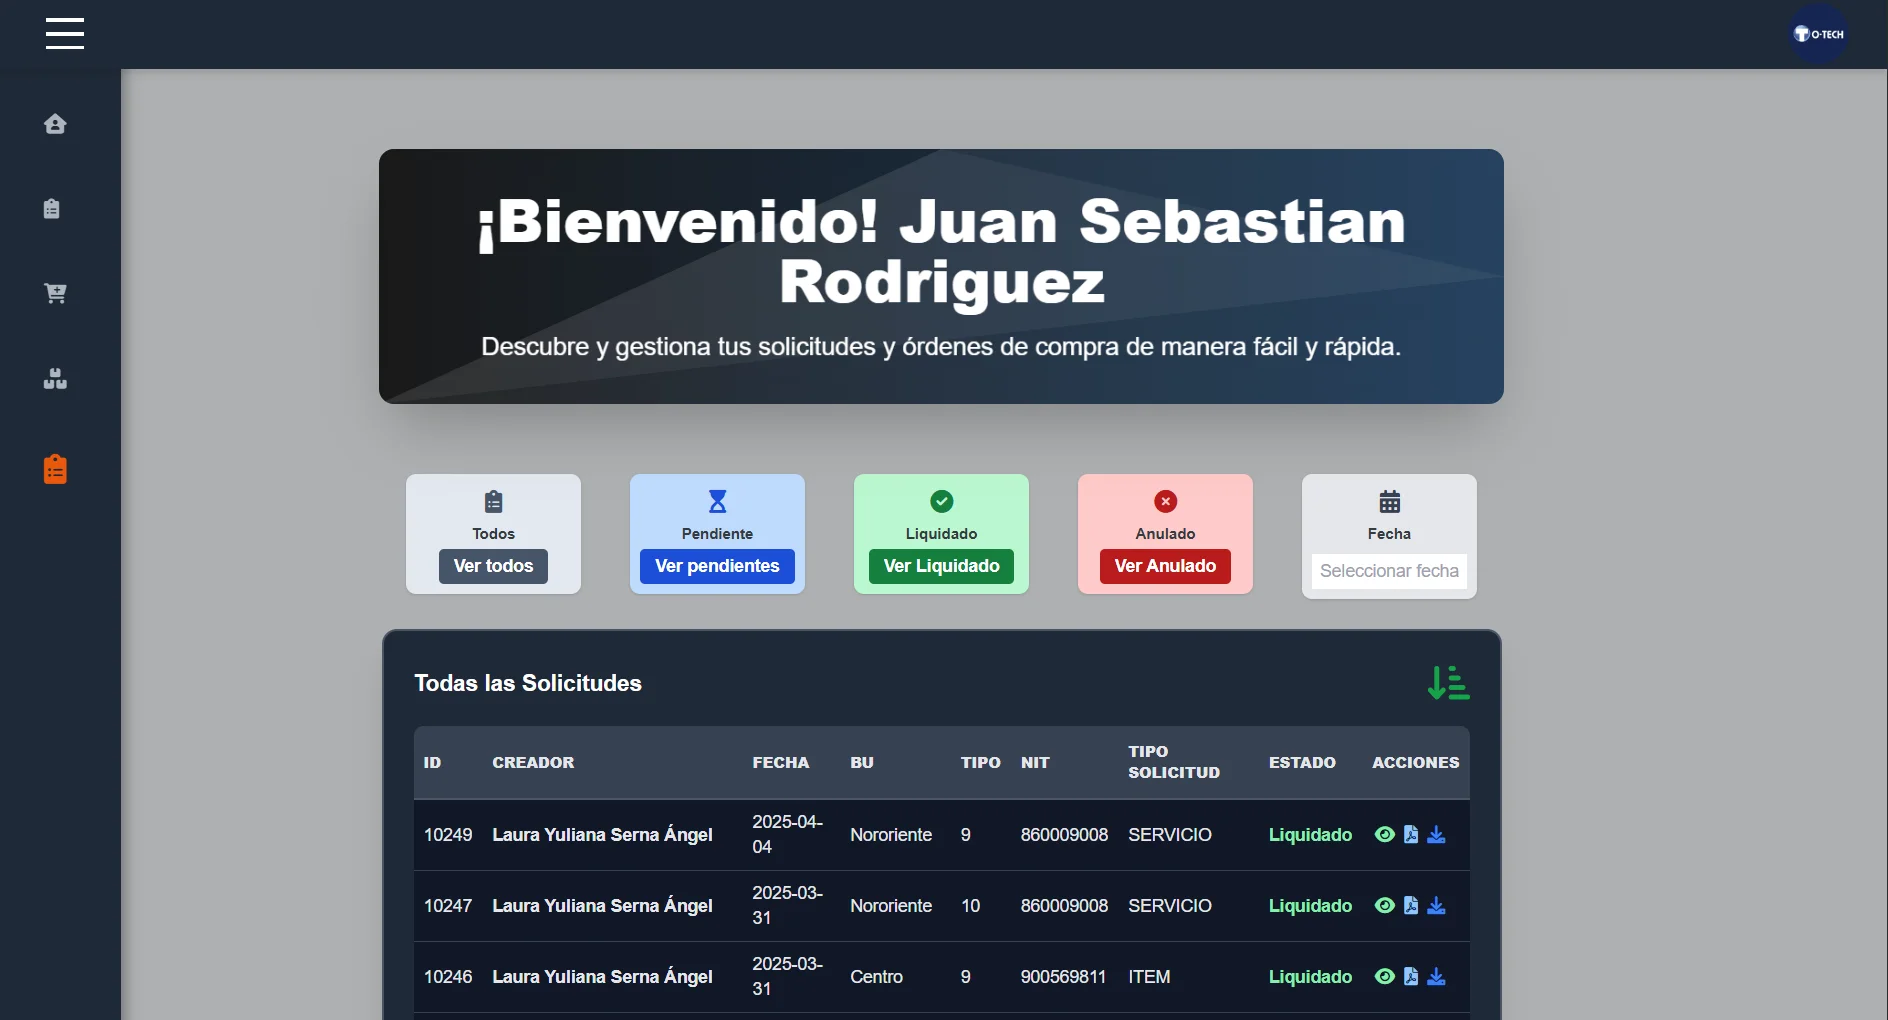 O-TECH
¡Bienvenido! Juan Sebastian
Rodriguez
Descubre y gestiona tus solicitudes y órdenes de compra de manera fácil y rápida.
Todos
Ver todos
Pendiente
Ver pendientes
Liquidado
Ver Liquidado
Anulado
Ver Anulado
Fecha
Seleccionar fecha
Todas las Solicitudes
ID CREADOR FECHA BU TIPO NIT TIPO SOLICITUD ESTADO ACCIONES
10249 Laura Yuliana Serna Ángel 2025-04-04 Nororiente 9 860009008 SERVICIO Liquidado
10247 Laura Yuliana Serna Ángel 2025-03-31 Nororiente 10 860009008 SERVICIO Liquidado
10246 Laura Yuliana Serna Ángel 2025-03-31 Centro 9 900569811 ITEM Liquidado